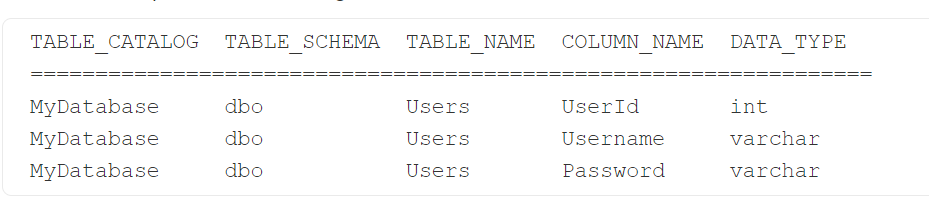 TABLE_CATALOG  TABLE_SCHEMA  TABLE_NAME  COLUMN_NAME  DATA_TYPE
=================================================================
MyDatabase     dbo           Users       UserId       int
MyDatabase     dbo           Users       Username     varchar
MyDatabase     dbo           Users       Password     varchar